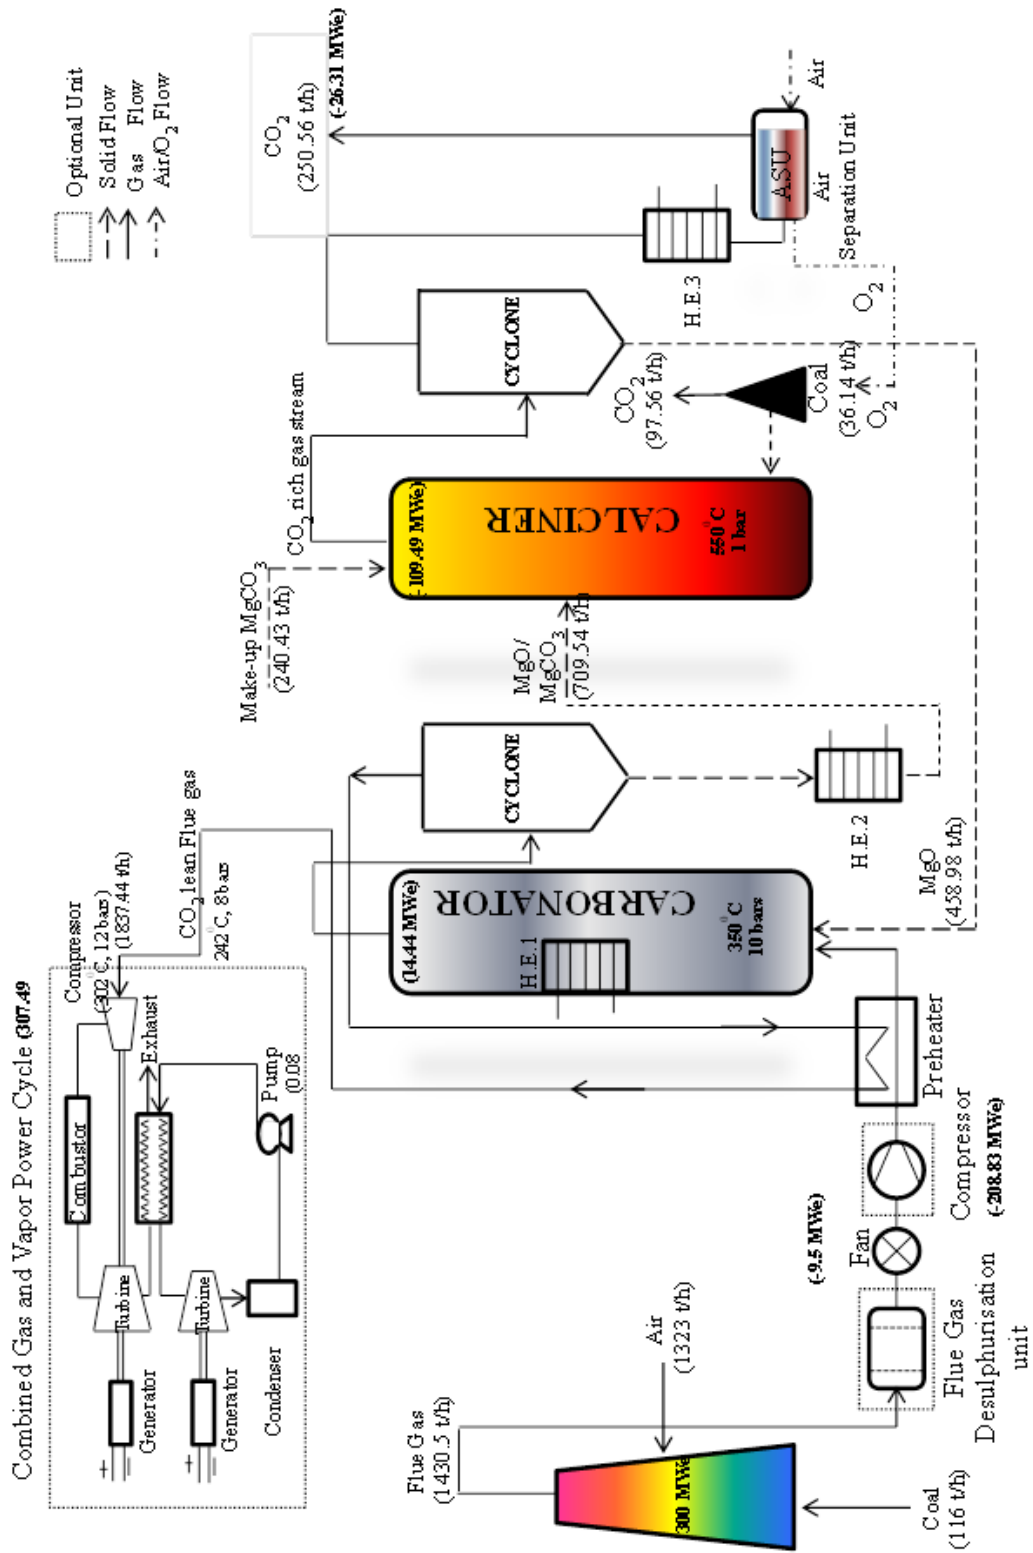 Combined Gas and Vapor Power Cycle (307.49
Combustor
Compressor
(-302°C, 12bars)
(1837.44 t/h)
Exhaust
Turbine
Turbine
Pump
(0.08
Generator
Generator
Condenser
CO2 lean Flue gas
242°C, 8bars
Optional Unit
Solid Flow
Gas Flow
Air/O2 Flow
Make-up MgCO3
(240.43 t/h)
CO2 rich gas stream
CO2
(250.56 t/h)
(-26.31 MWe)
Flue Gas
(1430.5 t/h)
Air
(1323 t/h)
300 MWe
Coal
(116 t/h)
(-9.5 MWe)
Fan
Flue Gas
Desulphurisation
unit
Compressor
(-208.83 MWe)
Preheater
(14.44 MWe)
CARBONATOR
H.E.1
350°C
10 bars
CYCLONE
H.E.2
MgO
(458.98 t/h)
MgO/
MgCO3
(709.54 t/h)
(-109.49 MWe)
CALCINER
550°C
1 bar
CYCLONE
CO2
(97.56 t/h)
Coal
(36.14 t/h)
O2
O2
H.E.3
ASU
Air
Separation Unit
Air